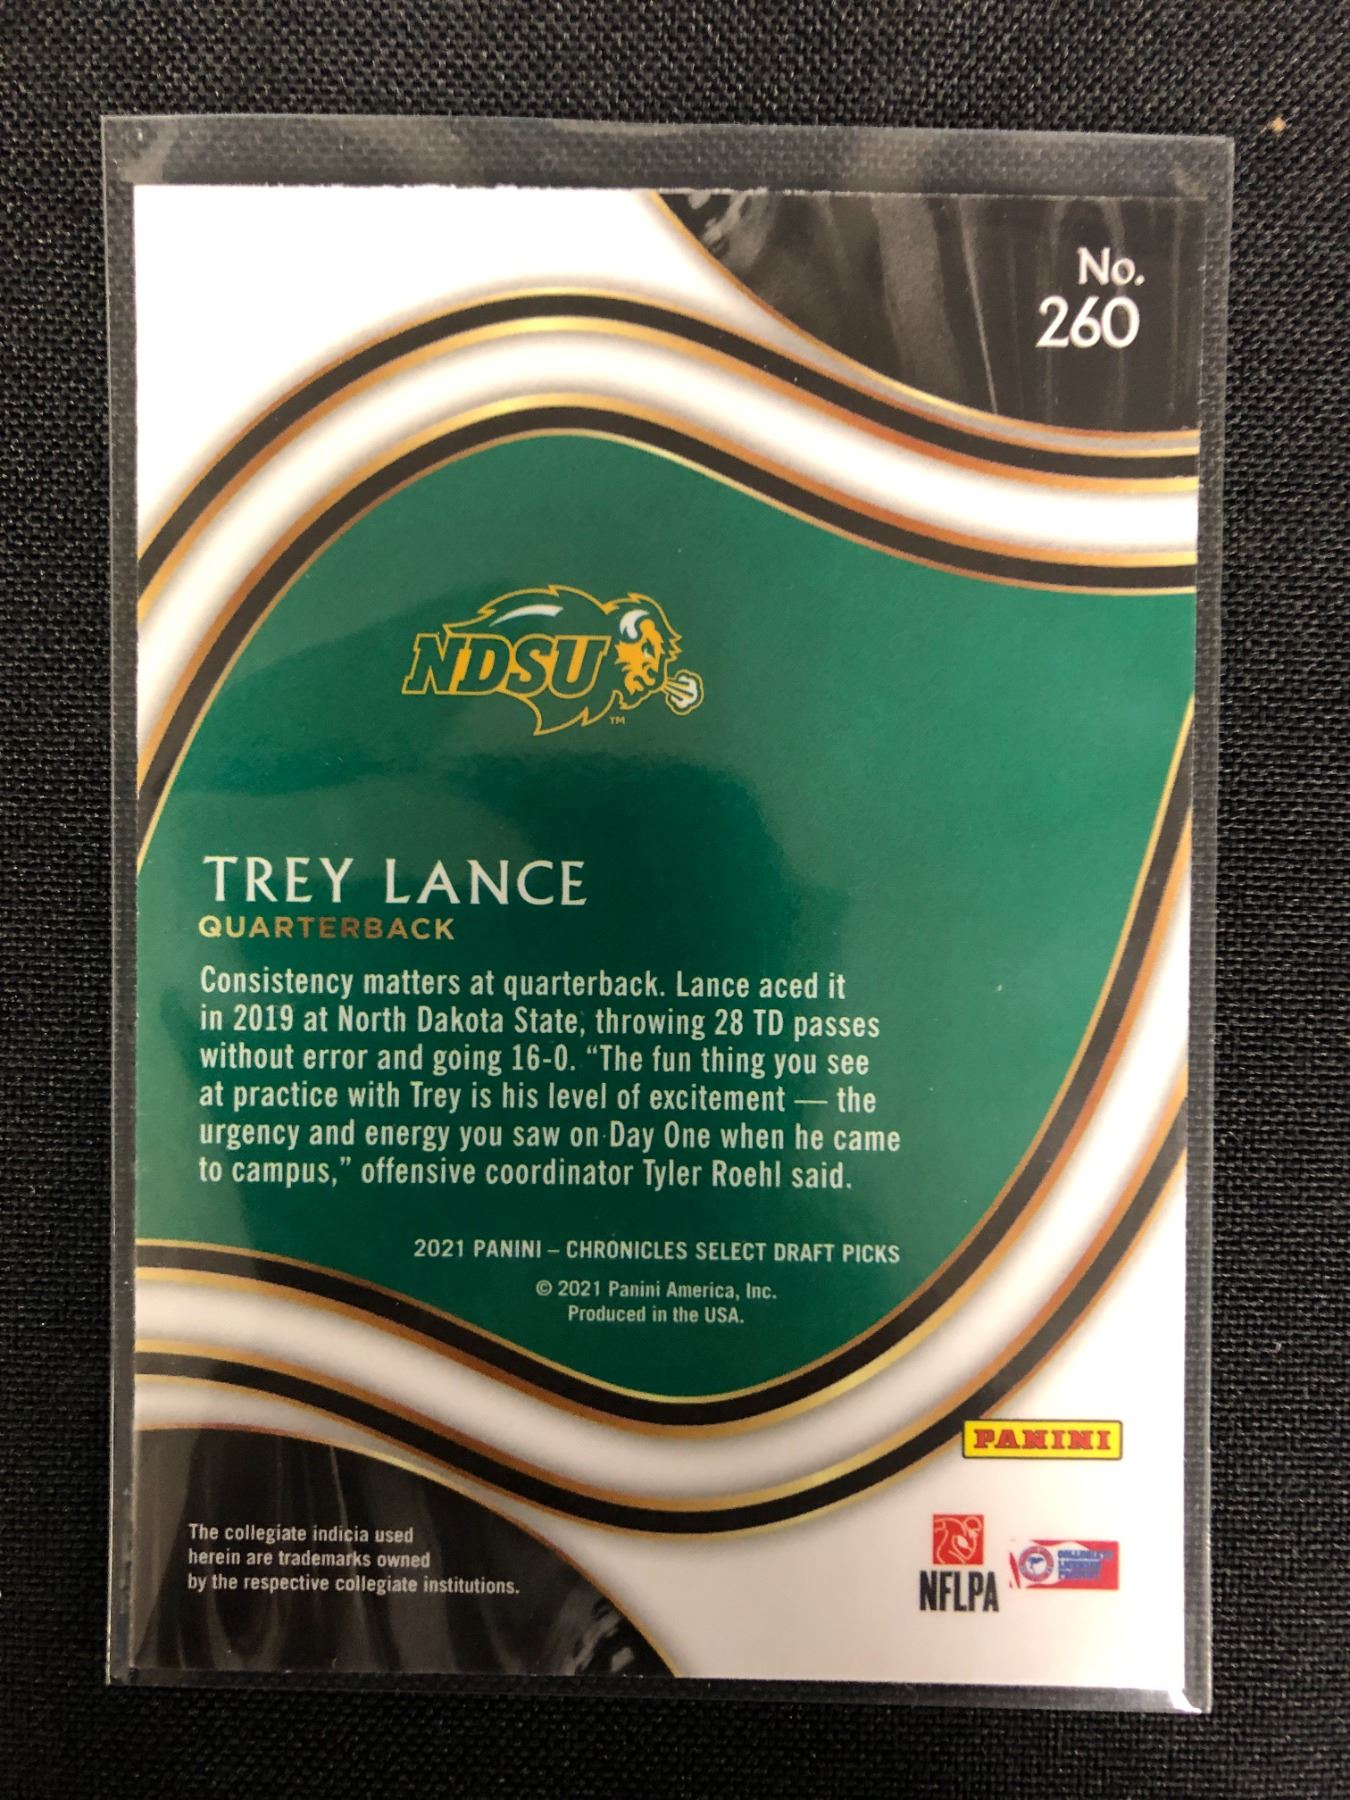 No.
260
NDSU
TM
TREY LANCE
QUARTERBACK
Consistency matters at quarterback. Lance aced it
in 2019 at North Dakota State, throwing 28 TD passes
without error and going 16-0. “The fun thing you see
at practice with Trey is his level of excitement — the
urgency and energy you saw on Day One when he came
to campus,” offensive coordinator Tyler Roehl said.
2021 PANINI – CHRONICLES SELECT DRAFT PICKS
© 2021 Panini America, Inc.
Produced in the USA.
PANINI
The collegiate indicia used
herein are trademarks owned
by the respective collegiate institutions.
NFLPA